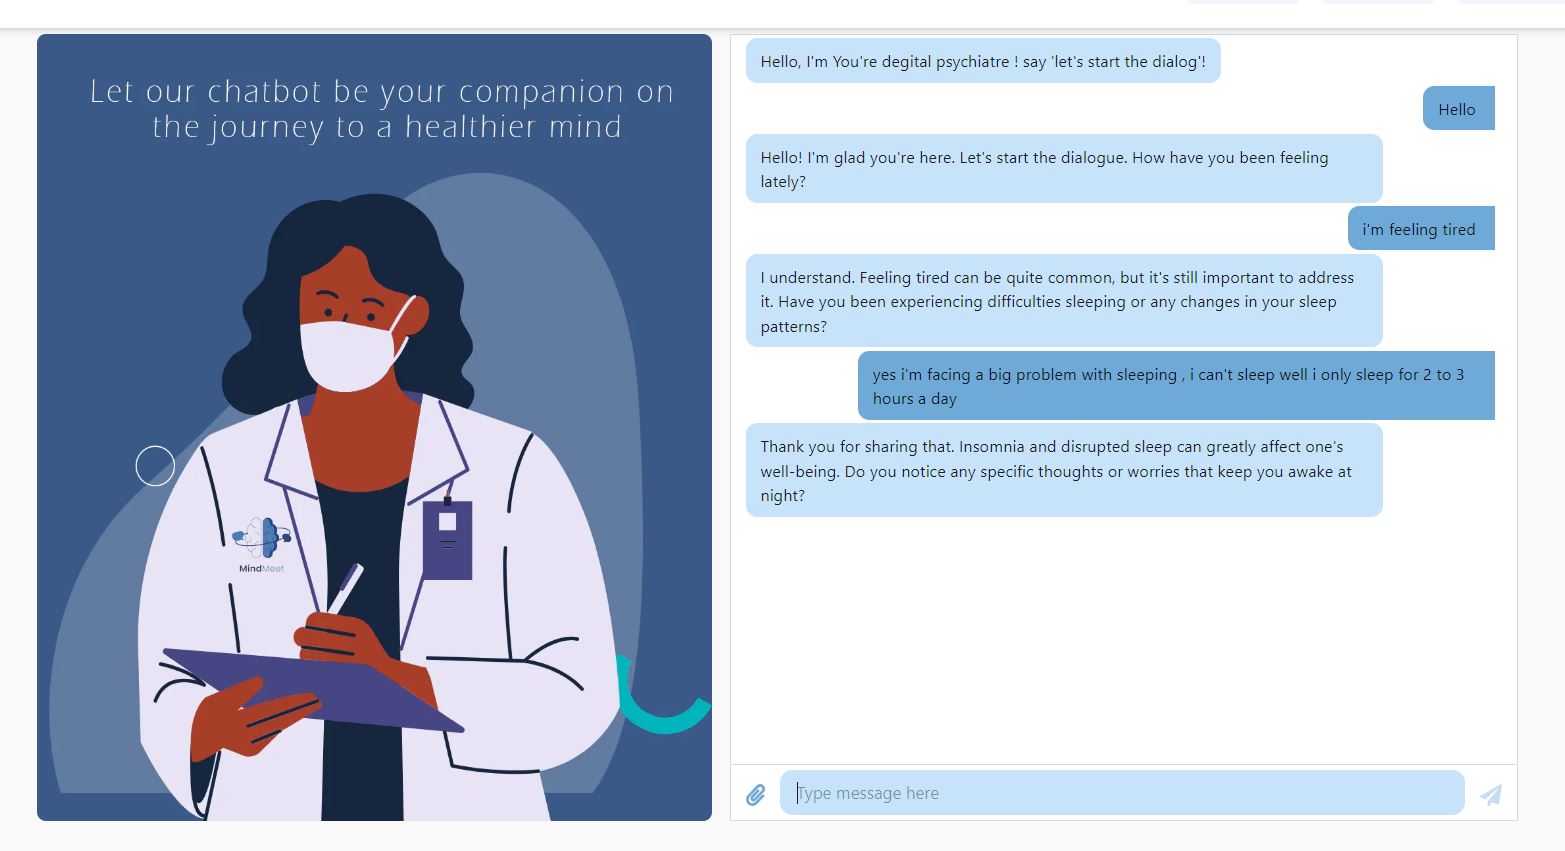 Let our chatbot be your companion on
the journey to a healthier mind
MindMeet
Hello, I'm You're degital psychiatre ! say 'let's start the dialog'!
Hello
Hello! I'm glad you're here. Let's start the dialogue. How have you been feeling
lately?
i'm feeling tired
I understand. Feeling tired can be quite common, but it's still important to address
it. Have you been experiencing difficulties sleeping or any changes in your sleep
patterns?
yes i'm facing a big problem with sleeping , i can't sleep well i only sleep for 2 to 3
hours a day
Thank you for sharing that. Insomnia and disrupted sleep can greatly affect one's
well-being. Do you notice any specific thoughts or worries that keep you awake at
night?
Type message here